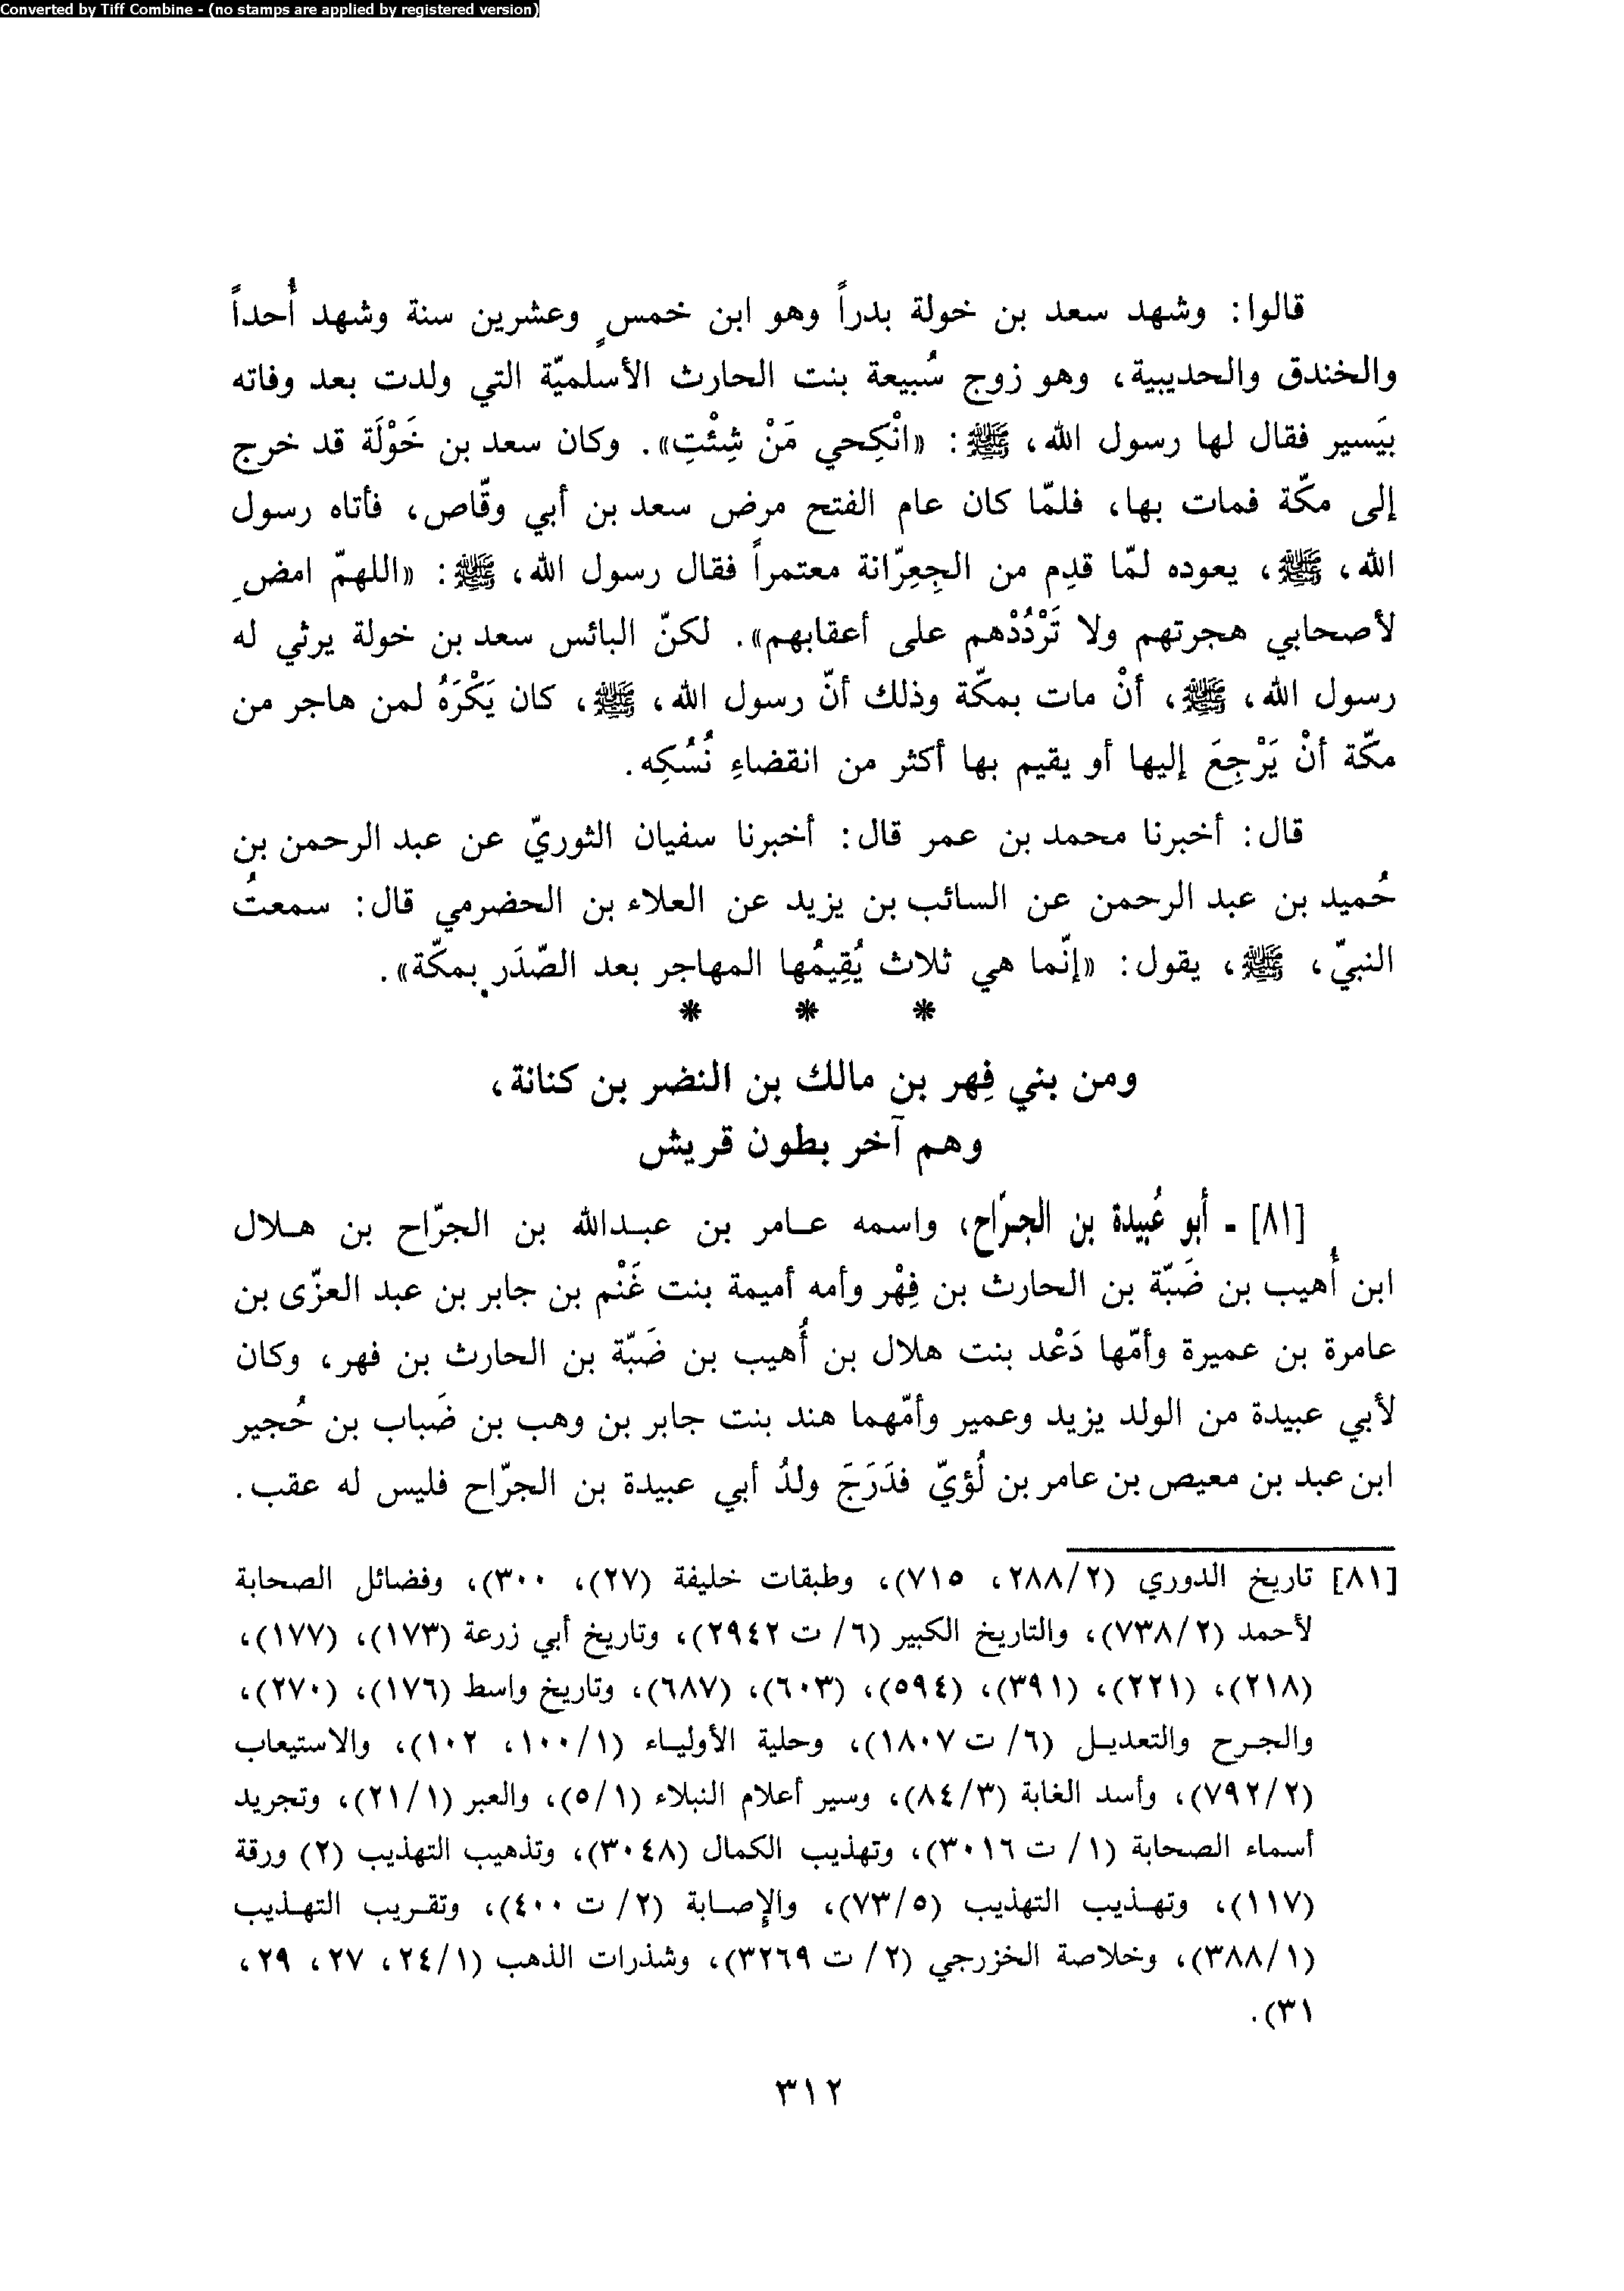 Converted by Tiff Combine - (no stamps are applied by registered version)
قالوا: وشهد سعد بن خولة بدراً وهو ابن خمسٍ وعشرين سنة وشهد أُحداً
والخندق والحديبية، وهو زوج سُبيعة بنت الحارث الأسلميّة التي ولدت بعد وفاته
بيَسير فقال لها رسول الله، ﷺ: «انْكِحي مَنْ شِئْتِ». وكان سعد بن خَوْلَة قد خرج
إلى مكّة فمات بها، فلمّا كان عام الفتح مرض سعد بن أبي وقّاص، فأتاه رسول
الله، ﷺ، يعوده لمّا قدِم من الجِعِرّانة معتمراً فقال رسول الله، ﷺ: «اللهمّ امضِ
لأصحابي هجرتهم ولا تَرْدُدْهم على أعقابهم». لكنّ البائس سعد بن خولة يرثي له
رسول الله، ﷺ، أنْ مات بمكّة وذلك أنّ رسول الله، ﷺ، كان يَكْرَهُ لمن هاجر من
مكّة أنْ يَرْجِعَ إليها أو يقيم بها أكثر من انقضاءِ نُسُكِه.
قال: أخبرنا محمد بن عمر قال: أخبرنا سفيان الثوريّ عن عبد الرحمن بن
حُميد بن عبد الرحمن عن السائب بن يزيد عن العلاء بن الحضرمي قال: سمعتُ
النبيّ، ﷺ، يقول: «إنّما هي ثلاث يُقِيمُها المهاجر بعد الصّدَرِ بمكّة».
* * *
ومن بني فِهر بن مالك بن النضر بن كنانة،
وهم آخر بطون قريش
[٨١] - أبو عُبيدة بن الجرّاح، واسمه عامر بن عبدالله بن الجرّاح بن هلال
ابن أُهيب بن ضَبّة بن الحارث بن فِهْر وأمه أميمة بنت غَنْم بن جابر بن عبد العزّى بن
عامرة بن عميرة وأمّها دَعْد بنت هلال بن أُهيب بن ضَبّة بن الحارث بن فهر، وكان
لأبي عبيدة من الولد يزيد وعمير وأمّهما هند بنت جابر بن وهب بن ضَباب بن حُجير
ابن عبد بن معيص بن عامر بن لُؤيّ فدَرَجَ ولدُ أبي عبيدة بن الجرّاح فليس له عقب.
[٨١] تاريخ الدوري (٢/٢٨٨، ٧١٥)، وطبقات خليفة (٢٧)، ٣٠٠)، وفضائل الصحابة
لأحمد (٢/٧٣٨)، والتاريخ الكبير (٦/ ت ٢٩٤٢)، وتاريخ أبي زرعة (١٧٣)، (١٧٧)،
(٢١٨)، (٢٢١)، (٣٩١)، (٥٩٤)، (٦٠٣)، (٦٨٧)، وتاريخ واسط (١٧٦)، (٢٧٠)،
والجرح والتعديل (٦/ ت ١٨٠٧)، وحلية الأولياء (١/١٠٠، ١٠٢)، والاستيعاب
(٢/٧٩٢)، وأسد الغابة (٣/٨٤)، وسير أعلام النبلاء (١/٥)، والعبر (١/٢١)، وتجريد
أسماء الصحابة (١/ ت ٣٠١٦)، وتهذيب الكمال (٣٠٤٨)، وتذهيب التهذيب (٢) ورقة
(١١٧)، وتهذيب التهذيب (٥/٧٣)، والإصابة (٢/ ت ٤٤٠٠)، وتقريب التهذيب
(١/٣٨٨)، وخلاصة الخزرجي (٢/ ت ٣٢٦٩)، وشذرات الذهب (١/٢٤، ٢٧، ٢٩،
٣١).
٣١٢